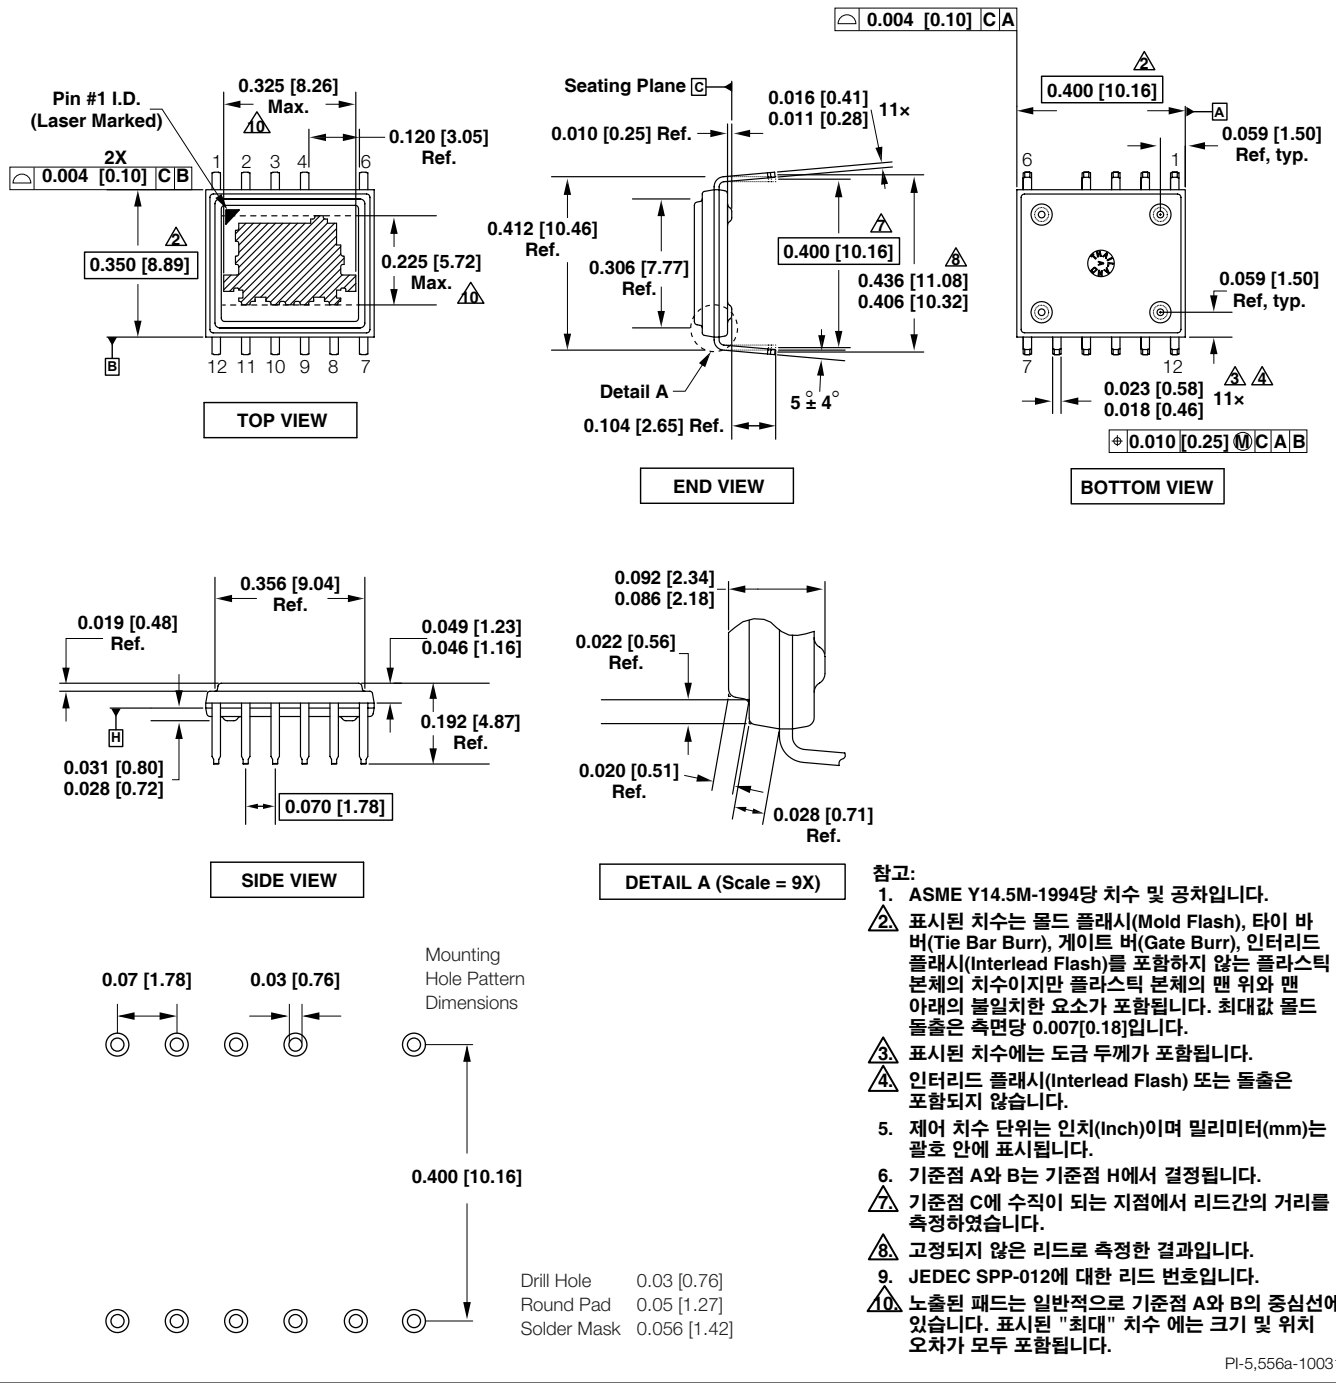 ⌓ 0.004 [0.10] C A
Pin #1 I.D.
(Laser Marked)
0.325 [8.26]
Max.
10
0.120 [3.05]
Ref.
2X
⌓ 0.004 [0.10] C B
1 2 3 4 6
2
0.350 [8.89]
0.225 [5.72]
Max.
10
B
12 11 10 9 8 7
TOP VIEW
Seating Plane C
0.016 [0.41]
0.011 [0.28]
11×
0.010 [0.25] Ref.
0.412 [10.46]
Ref.
0.306 [7.77]
Ref.
7
0.400 [10.16]
8
0.436 [11.08]
0.406 [10.32]
Detail A
5 ± 4°
0.104 [2.65] Ref.
END VIEW
2
0.400 [10.16]
A
0.059 [1.50]
Ref, typ.
6 1
0.059 [1.50]
Ref, typ.
7 12
0.023 [0.58]
0.018 [0.46]
11×
3 4
⌖ 0.010 [0.25] Ⓜ C A B
BOTTOM VIEW
0.356 [9.04]
Ref.
0.019 [0.48]
Ref.
0.049 [1.23]
0.046 [1.16]
H
0.192 [4.87]
Ref.
0.031 [0.80]
0.028 [0.72]
0.070 [1.78]
SIDE VIEW
0.092 [2.34]
0.086 [2.18]
0.022 [0.56]
Ref.
0.020 [0.51]
Ref.
0.028 [0.71]
Ref.
DETAIL A (Scale = 9X)
Mounting
Hole Pattern
Dimensions
0.07 [1.78]
0.03 [0.76]
0.400 [10.16]
Drill Hole 0.03 [0.76]
Round Pad 0.05 [1.27]
Solder Mask 0.056 [1.42]
참고:
1. ASME Y14.5M-1994당 치수 및 공차입니다.
2. 표시된 치수는 몰드 플래시(Mold Flash), 타이 바
버(Tie Bar Burr), 게이트 버(Gate Burr), 인터리드
플래시(Interlead Flash)를 포함하지 않는 플라스틱
본체의 치수이지만 플라스틱 본체의 맨 위와 맨
아래의 불일치한 요소가 포함됩니다. 최대값 몰드
돌출은 측면당 0.007[0.18]입니다.
3. 표시된 치수에는 도금 두께가 포함됩니다.
4. 인터리드 플래시(Interlead Flash) 또는 돌출은
포함되지 않습니다.
5. 제어 치수 단위는 인치(Inch)이며 밀리미터(mm)는
괄호 안에 표시됩니다.
6. 기준점 A와 B는 기준점 H에서 결정됩니다.
7. 기준점 C에 수직이 되는 지점에서 리드간의 거리를
측정하였습니다.
8. 고정되지 않은 리드로 측정한 결과입니다.
9. JEDEC SPP-012에 대한 리드 번호입니다.
10. 노출된 패드는 일반적으로 기준점 A와 B의 중심선에
있습니다. 표시된 "최대" 치수 에는 크기 및 위치
오차가 모두 포함됩니다.
PI-5,556a-10031